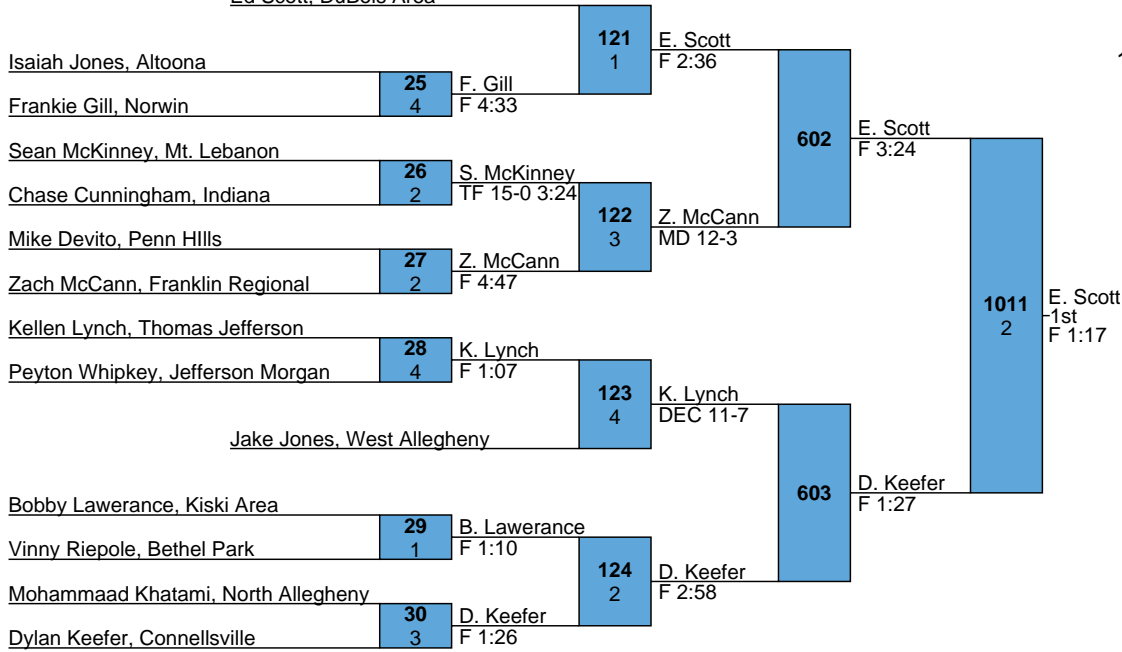 Ed Scott, DuBois Area
121
1
E. Scott
F 2:36
Isaiah Jones, Altoona
25
4
F. Gill
F 4:33
Frankie Gill, Norwin
602
E. Scott
F 3:24
Sean McKinney, Mt. Lebanon
26
2
S. McKinney
TF 15-0 3:24
Chase Cunningham, Indiana
122
3
Z. McCann
MD 12-3
Mike Devito, Penn HIlls
27
2
Z. McCann
F 4:47
Zach McCann, Franklin Regional
1011
2
E. Scott
1st
F 1:17
Kellen Lynch, Thomas Jefferson
28
4
K. Lynch
F 1:07
Peyton Whipkey, Jefferson Morgan
123
4
K. Lynch
DEC 11-7
Jake Jones, West Allegheny
603
D. Keefer
F 1:27
Bobby Lawerance, Kiski Area
29
1
B. Lawerance
F 1:10
Vinny Riepole, Bethel Park
124
2
D. Keefer
F 2:58
Mohammaad Khatami, North Allegheny
30
3
D. Keefer
F 1:26
Dylan Keefer, Connellsville